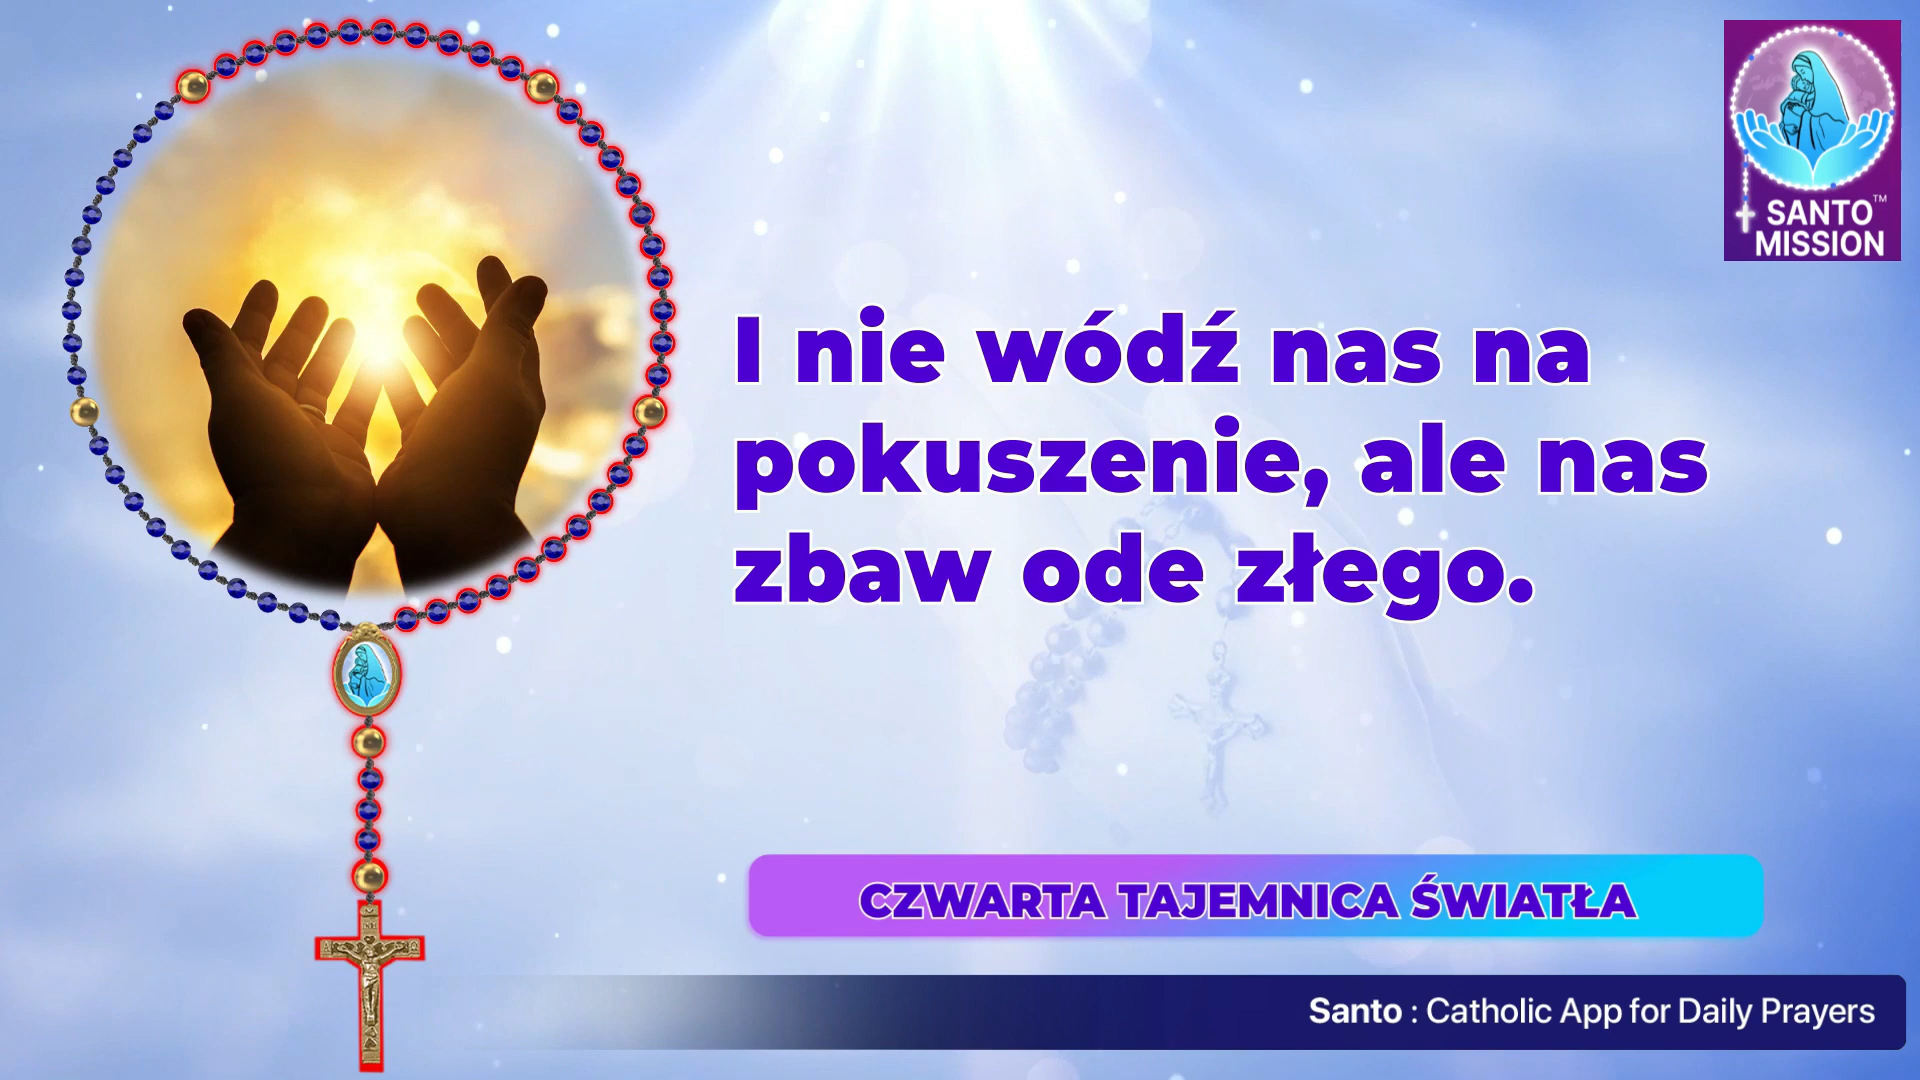 SANTO™
MISSION
I nie wódź nas na
pokuszenie, ale nas
zbaw ode złego.
CZWARTA TAJEMNICA ŚWIATŁA
Santo : Catholic App for Daily Prayers